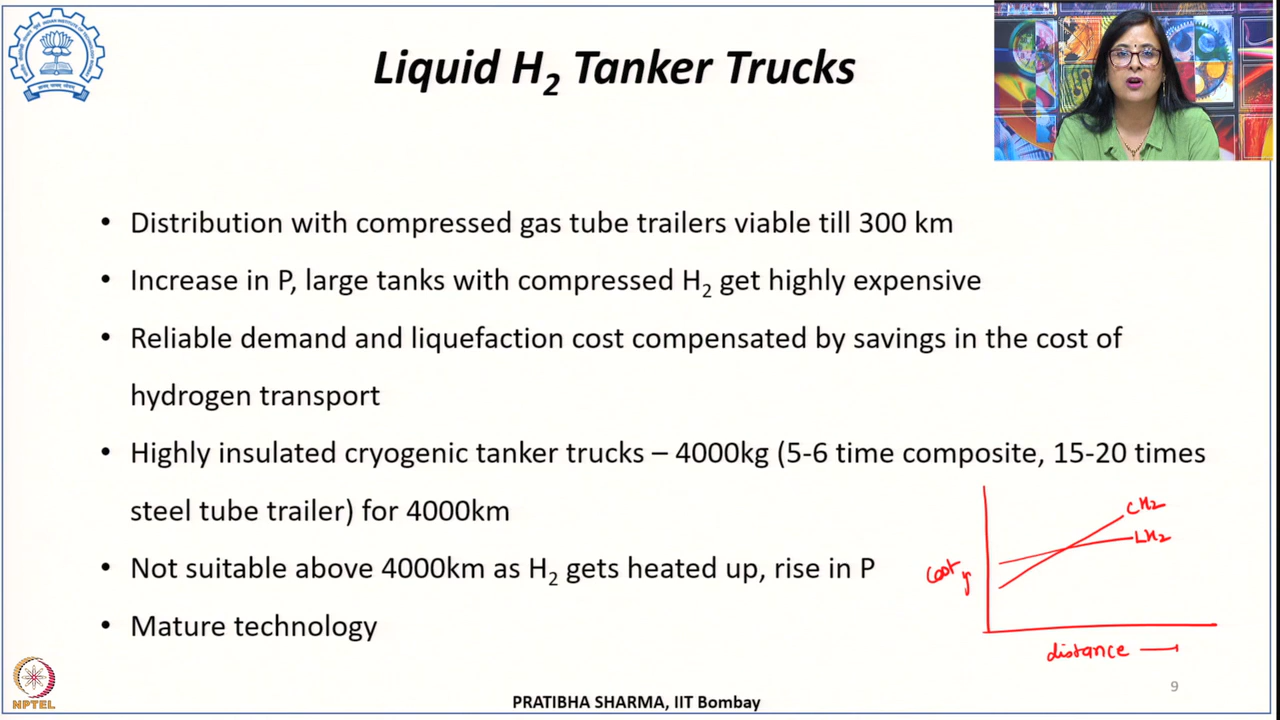 Liquid H2 Tanker Trucks
• Distribution with compressed gas tube trailers viable till 300 km
• Increase in P, large tanks with compressed H2 get highly expensive
• Reliable demand and liquefaction cost compensated by savings in the cost of
hydrogen transport
• Highly insulated cryogenic tanker trucks – 4000kg (5-6 time composite, 15-20 times
steel tube trailer) for 4000km
• Not suitable above 4000km as H2 gets heated up, rise in P
• Mature technology
CH2
LH2
cost
distance
9
NPTEL
PRATIBHA SHARMA, IIT Bombay